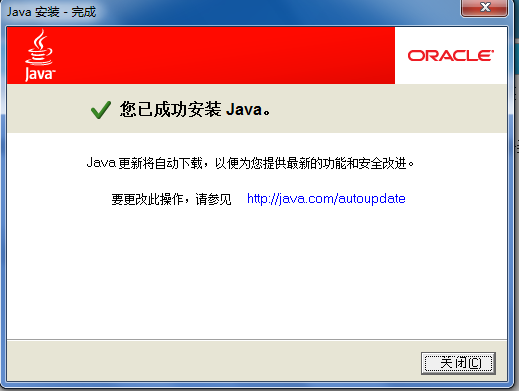 Java 安装 - 完成
Java
ORACLE
您已成功安装 Java。
Java 更新将自动下载，以便为您提供最新的功能和安全改进。
要更改此操作，请参见 http://java.com/autoupdate
关闭(C)